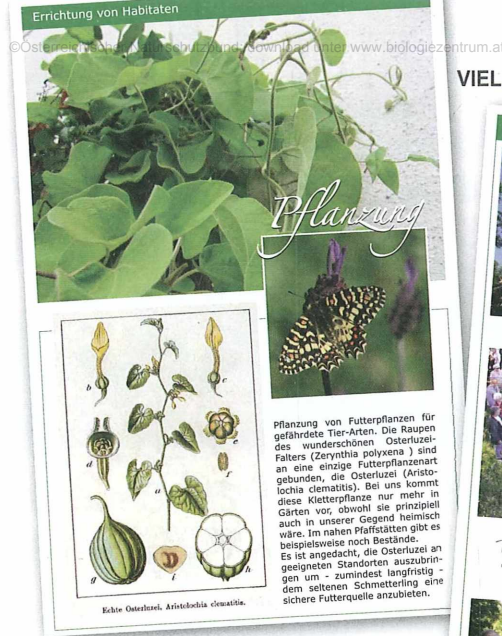 Errichtung von Habitaten
©Österreichischer Naturschutzbund, download unter www.biologiezentrum.a
VIEL
Pflanzung
b
c
d
e
f
a
g
i
h
Echte Osterluzei, Aristolochia clematitis.
Pflanzung von Futterpflanzen für
gefährdete Tier-Arten. Die Raupen
des wunderschönen Osterluzei-
Falters (Zerynthia polyxena ) sind
an eine einzige Futterpflanzenart
gebunden, die Osterluzei (Aristo-
lochia clematitis). Bei uns kommt
diese Kletterpflanze nur mehr in
Gärten vor, obwohl sie prinzipiell
auch in unserer Gegend heimisch
wäre. Im nahen Pfaffstätten gibt es
beispielsweise noch Bestände.
Es ist angedacht, die Osterluzei an
geeigneten Standorten auszubrin-
gen um - zumindest langfristig -
dem seltenen Schmetterling eine
sichere Futterquelle anzubieten.